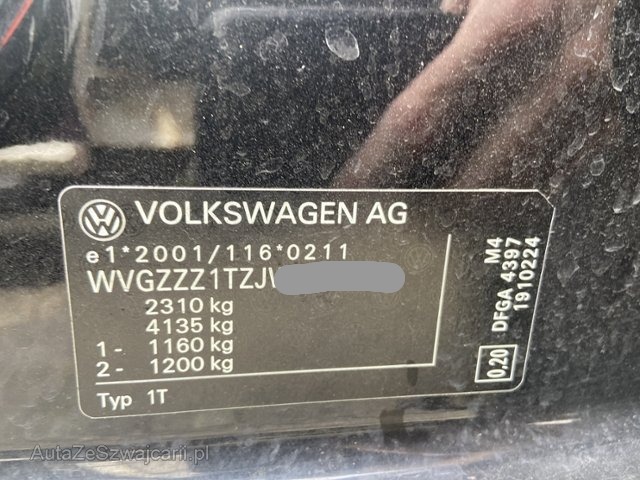 VOLKSWAGEN AG
e1*2001/116*0211
WVGZZZ1TZJ
2310 kg
4135 kg
1- 1160 kg
2- 1200 kg
Typ 1T
M4
DFGA 4397
1910224
0.20
AutaZeSzwajcarii.pl